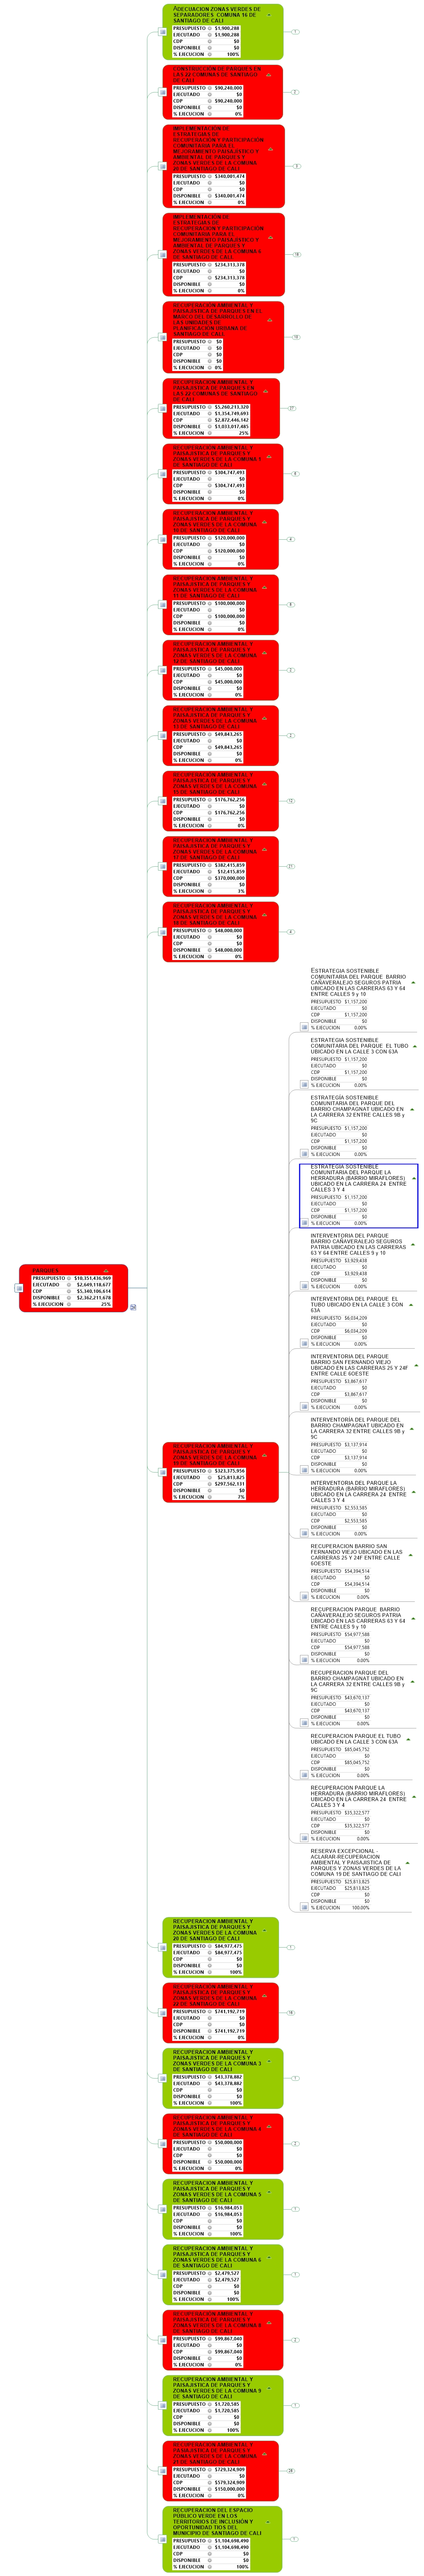 ADECUACION ZONAS VERDES DE
SEPARADORES COMUNA 16 DE
SANTIAGO DE CALI
PRESUPUESTO $1,900,288
EJECUTADO $1,900,288
CDP $0
DISPONIBLE $0
% EJECUCION 100%
1
CONSTRUCCIÓN DE PARQUES EN
LAS 22 COMUNAS DE SANTIAGO
DE CALI
PRESUPUESTO $90,240,000
EJECUTADO $0
CDP $90,240,000
DISPONIBLE $0
% EJECUCION 0%
IMPLEMENTACIÓN DE
ESTRATEGIAS DE
RECUPERACION Y PARTICIPACION
COMUNITARIA PARA EL
MEJORAMIENTO PAISAJISTICO Y
AMBIENTAL DE PARQUES Y
ZONAS VERDES DE LA COMUNA
20 DE SANTIAGO DE CALI
PRESUPUESTO $340,001,474
EJECUTADO $0
CDP $0
DISPONIBLE $340,001,474
% EJECUCION 0%
IMPLEMENTACION DE
ESTRATEGIAS DE
RECUPERACION Y PARTICIPACION
COMUNITARIA PARA EL
MEJORAMIENTO PAISAJISTICO Y
AMBIENTAL DE PARQUES Y
ZONAS VERDES DE LA COMUNA 6
DE SANTIAGO DE CALI
PRESUPUESTO $234,313,378
EJECUTADO $0
CDP $234,313,378
DISPONIBLE $0
% EJECUCION 0%
RECUPERACION AMBIENTAL Y
PAISAJISTICA DE PARQUES EN EL
MARCO DEL DESARROLLO DE
LAS UNIDADES DE
PLANIFICACIÓN URBANA DE
SANTIAGO DE CALI
PRESUPUESTO $0
EJECUTADO $0
CDP $0
DISPONIBLE $0
% EJECUCION 0%
RECUPERACION AMBIENTAL Y
PAISAJISTICA DE PARQUES EN
LAS 22 COMUNAS DE SANTIAGO
DE CALI
PRESUPUESTO $5,260,213,320
EJECUTADO $1,354,749,693
CDP $2,872,446,142
DISPONIBLE $1,033,017,485
% EJECUCION 25%
RECUPERACION AMBIENTAL Y
PAISAJISTICA DE PARQUES Y
ZONAS VERDES DE LA COMUNA
DE SANTIAGO DE CALI
PRESUPUESTO $304,747,493
EJECUTADO $0
CDP $304,747,493
DISPONIBLE $0
% EJECUCION 0%
RECUPERACION AMBIENTAL Y
PAISAJISTICA DE PARQUES Y
ZONAS VERDES DE LA COMUNA
10 DE SANTIAGO DE CALI
PRESUPUESTO $120,000,000
EJECUTADO $0
CDP $120,000,000
DISPONIBLE $0
% EJECUCION 0%
RECUPERACION AMBIENTAL Y
PAISAJISTICA DE PARQUES Y
ZONAS VERDES DE LA COMUNA
11 DE SANTIAGO DE CALI
PRESUPUESTO $100,000,000
EJECUTADO $0
CDP $100,000,000
DISPONIBLE $0
% EJECUCION 0%
RECUPERACION AMBIENTAL Y
PAISAJISTICA DE PARQUES Y
ZONAS VERDES DE LA COMUNA
12 DE SANTIAGO DE CALI
PRESUPUESTO $45,000,000
EJECUTADO $0
CDP $45,000,000
DISPONIBLE $0
% EJECUCION 0%
RECUPERACION AMBIENTAL Y
PAISAJISTICA DE PARQUES Y
ZONAS VERDES DE LA COMUNA
13 DE SANTIAGO DE CALI
PRESUPUESTO $49,843,265
EJECUTADO $0
CDP $49,843,265
DISPONIBLE $0
% EJECUCION 0%
RECUPERACION AMBIENTAL Y
PAISAJISTICA DE PARQUES Y
ZONAS VERDES DE LA COMUNA
15 DE SANTIAGO DE CALI
PRESUPUESTO $176,762,256
EJECUTADO $0
CDP $176,762,256
DISPONIBLE $0
% EJECUCION 0%
RECUPERACION AMBIENTAL Y
PAISAJISTICA DE PARQUES Y
ZONAS VERDES DE LA COMUNA
17 DE SANTIAGO DE CALI
PRESUPUESTO $382,415,859
EJECUTADO $12,415,859
CDP $370,000,000
DISPONIBLE $0
% EJECUCION 3%
RECUPERACION AMBIENTAL Y
PAISAJISTICA DE PARQUES Y
ZONAS VERDES DE LA COMUNA
18 DE SANTIAGO DE CALI
PRESUPUESTO $48,000,000
EJECUTADO $0
CDP $0
DISPONIBLE $48,000,000
% EJECUCION 0%
PARQUES
PRESUPUESTO $10,351,436,969
EJECUTADO $2,649,118,677
CDP $5,340,106,614
DISPONIBLE $2,362,211,678
% EJECUCION 25%
RECUPERACION AMBIENTAL Y
PAISAJISTICA DE PARQUES Y
ZONAS VERDES DE LA COMUNA
19 DE SANTIAGO DE CALI
PRESUPUESTO $323,375,956
EJECUTADO $25,813,825
CDP $297,562,131
DISPONIBLE $0
% EJECUCION 7%
ESTRATEGIA SOSTENIBLE
COMUNITARIA DEL PARQUE BARRIO
CAÑAVERALEJO SEGUROS PATRIA
UBICADO EN LAS CARRERAS 63 Y 64
ENTRE CALLES 9 y 10
PRESUPUESTO $1,157,200
EJECUTADO $0
CDP $1,157,200
DISPONIBLE $0
% EJECUCION 0.00%
ESTRATEGIA SOSTENIBLE
COMUNITARIA DEL PARQUE EL TUBO
UBICADO EN LA CALLE 3 CON 63A
PRESUPUESTO $1,157,200
EJECUTADO $0
CDP $1,157,200
DISPONIBLE $0
% EJECUCION 0.00%
ESTRATEGÍA SOSTENIBLE
COMUNITARIA DEL PARQUE DEL
BARRIO CHAMPAGNAT UBICADO EN
LA CARRERA 32 ENTRE CALLES 9B y
9C
PRESUPUESTO $1,157,200
EJECUTADO $0
CDP $1,157,200
DISPONIBLE $0
% EJECUCION 0.00%
ESTRATEGIA SOSTENIBLE
COMUNITARIA DEL PARQUE LA
HERRADURA (BARRIO MIRAFLORES)
UBICADO EN LA CARRERA 24 ENTRE
CALLES 3 Y 4
PRESUPUESTO $1,157,200
EJECUTADO $0
CDP $1,157,200
DISPONIBLE $0
% EJECUCION 0.00%
INTERVENTORIA DEL PARQUE
BARRIO CAÑAVERALEJO SEGUROS
PATRIA UBICADO EN LAS CARRERAS
63 Y 64 ENTRE CALLES 9 y 10
PRESUPUESTO $3,929,438
EJECUTADO $0
CDP $3,929,438
DISPONIBLE $0
% EJECUCION 0.00%
INTERVENTORIA DEL PARQUE EL
TUBO UBICADO EN LA CALLE 3 CON
63A
PRESUPUESTO $6,034,209
EJECUTADO $0
CDP $6,034,209
DISPONIBLE $0
% EJECUCION 0.00%
INTERVENTORIA DEL PARQUE
BARRIO SAN FERNANDO VIEJO
UBICADO EN LAS CARRERAS 25 Y 24F
ENTRE CALLE 6OESTE
PRESUPUESTO $3,867,617
EJECUTADO $0
CDP $3,867,617
DISPONIBLE $0
% EJECUCION 0.00%
INTERVENTORÍA DEL PARQUE DEL
BARRIO CHAMPAGNAT UBICADO EN
LA CARRERA 32 ENTRE CALLES 9B y
9C
PRESUPUESTO $3,137,914
EJECUTADO $0
CDP $3,137,914
DISPONIBLE $0
% EJECUCION 0.00%
INTERVENTORIA DEL PARQUE LA
HERRADURA (BARRIO MIRAFLORES)
UBICADO EN LA CARRERA 24 ENTRE
CALLES 3 Y 4
PRESUPUESTO $2,553,585
EJECUTADO $0
CDP $2,553,585
DISPONIBLE $0
% EJECUCION 0.00%
RECUPERACION BARRIO SAN
FERNANDO VIEJO UBICADO EN LAS
CARRERAS 25 Y 24F ENTRE CALLE
6OESTE
PRESUPUESTO $54,394,514
EJECUTADO $0
CDP $54,394,514
DISPONIBLE $0
% EJECUCION 0.00%
RECUPERACION PARQUE BARRIO
CAÑAVERALEJO SEGUROS PATRIA
UBICADO EN LAS CARRERAS 63 Y 64
ENTRE CALLES 9 y 10
PRESUPUESTO $54,977,588
EJECUTADO $0
CDP $54,977,588
DISPONIBLE $0
% EJECUCION 0.00%
RECUPERACION PARQUE DEL
BARRIO CHAMPAGNAT UBICADO EN
LA CARRERA 32 ENTRE CALLES 9B y
9C
PRESUPUESTO $43,670,137
EJECUTADO $0
CDP $43,670,137
DISPONIBLE $0
% EJECUCION 0.00%
RECUPERACION PARQUE EL TUBO
UBICADO EN LA CALLE 3 CON 63A
PRESUPUESTO $85,045,752
EJECUTADO $0
CDP $85,045,752
DISPONIBLE $0
% EJECUCION 0.00%
RECUPERACION PARQUE LA
HERRADURA (BARRIO MIRAFLORES)
UBICADO EN LA CARRERA 24 ENTRE
CALLES 3 Y 4
PRESUPUESTO $35,322,577
EJECUTADO $0
CDP $35,322,577
DISPONIBLE $0
% EJECUCION 0.00%
RESERVA EXCEPCIONAL -
ACLARAR-RECUPERACION
AMBIENTAL Y PAISAJISTICA DE
PARQUES Y ZONAS VERDES DE LA
COMUNA 19 DE SANTIAGO DE CALI
PRESUPUESTO $25,813,825
EJECUTADO $25,813,825
CDP $0
DISPONIBLE $0
% EJECUCION 100.00%
RECUPERACION AMBIENTAL Y
PAISAJISTICA DE PARQUES Y
ZONAS VERDES DE LA COMUNA
20 DE SANTIAGO DE CALI
PRESUPUESTO $84,977,475
EJECUTADO $84,977,475
CDP $0
DISPONIBLE $0
% EJECUCION 100%
1
RECUPERACION AMBIENTAL Y
PAISAJISTICA DE PARQUES Y
ZONAS VERDES DE LA COMUNA
DE SANTIAGO DE CALI
PRESUPUESTO $741,192,719
EJECUTADO $0
CDP $0
DISPONIBLE $741,192,719
% EJECUCION 0%
RECUPERACION AMBIENTAL Y
PAISAJISTICA DE PARQUES Y
ZONAS VERDES DE LA COMUNA 3
DE SANTIAGO DE CALI
PRESUPUESTO $43,378,882
EJECUTADO $43,378,882
CDP $0
DISPONIBLE $0
% EJECUCION 100%
1
RECUPERACION AMBIENTAL Y
PAISAJISTICA DE PARQUES Y
ZONAS VERDES DE LA COMUNA 4
DE SANTIAGO DE CALI
PRESUPUESTO $50,000,000
EJECUTADO $0
CDP $0
DISPONIBLE $50,000,000
% EJECUCION 0%
RECUPERACION AMBIENTAL Y
PAISAJISTICA DE PARQUES Y
ZONAS VERDES DE LA COMUNA 5
DE SANTIAGO DE CALI
PRESUPUESTO $16,984,053
EJECUTADO $16,984,053
CDP $0
DISPONIBLE $0
% EJECUCION 100%
1
RECUPERACION AMBIENTAL Y
PAISAJISTICA DE PARQUES Y
ZONAS VERDES DE LA COMUNA 6
DE SANTIAGO DE CALI
PRESUPUESTO $2,479,527
EJECUTADO $2,479,527
CDP $0
DISPONIBLE $0
% EJECUCION 100%
1
RECUPERACION AMBIENTAL Y
PAISAJISTICA DE PARQUES Y
ZONAS VERDES DE LA COMUNA 8
DE SANTIAGO DE CALI
PRESUPUESTO $99,867,040
EJECUTADO $0
CDP $99,867,040
DISPONIBLE $0
% EJECUCION 0%
RECUPERACION AMBIENTAL Y
PAISAJISTICA DE PARQUES Y
ZONAS VERDES DE LA COMUNA 9
DE SANTIAGO DE CALI
PRESUPUESTO $1,720,585
EJECUTADO $1,720,585
CDP $0
DISPONIBLE $0
% EJECUCION 100%
1
RECUPERACION AMBIENTAL Y
PAISAJISTICA DE PARQUES Y
ZONAS VERDES DE LA COMUNA
21 DE SANTIAGO DE CALI
PRESUPUESTO $729,324,909
EJECUTADO $0
CDP $579,324,909
DISPONIBLE $150,000,000
% EJECUCION 0%
RECUPERACION DEL ESPACIO
PÚBLICO VERDE EN LOS
TERRITORIOS DE INCLUSIÓN Y
OPORTUNIDAD TIOS DEL
MUNICIPIO DE SANTIAGO DE CALI
PRESUPUESTO $1,104,698,490
EJECUTADO $1,104,698,490
CDP $0
DISPONIBLE $0
% EJECUCION 100%
1